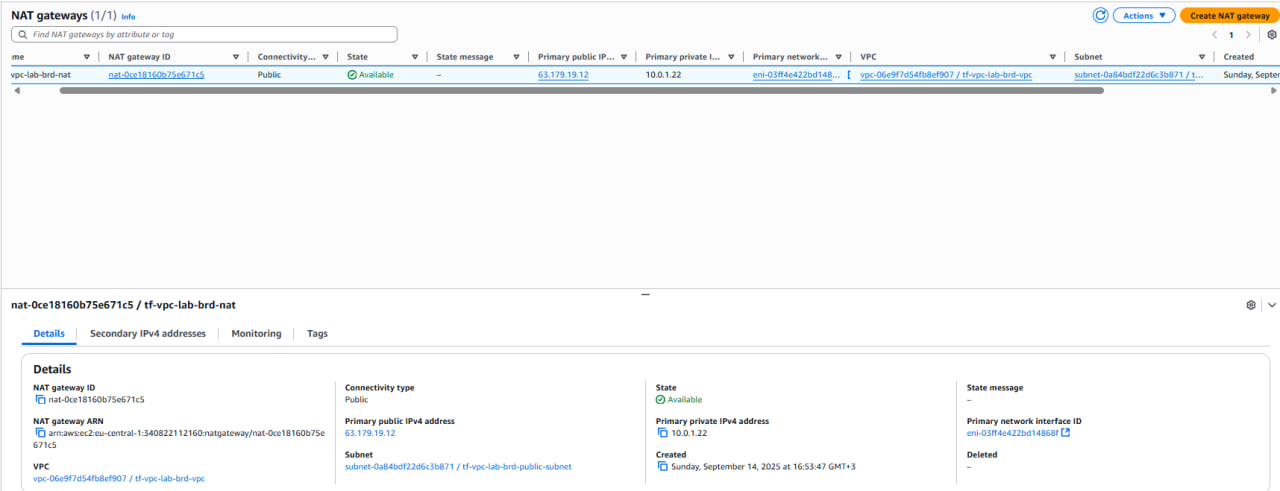 NAT gateways (1/1) Info
Actions
Create NAT gateway
Find NAT gateways by attribute or tag
1
me NAT gateway ID Connectivity... State State message Primary public IP... Primary private I... Primary network... VPC Subnet Created
vpc-lab-brd-nat nat-0ce18160b75e671c5 Public Available – 63.179.19.12 10.0.1.22 eni-03ff4e422bd148... vpc-06e9f7d54fb8ef907 / tf-vpc-lab-brd-vpc subnet-0a84bdf22d6c3b871 / t... Sunday, Septe
nat-0ce18160b75e671c5 / tf-vpc-lab-brd-nat
Details Secondary IPv4 addresses Monitoring Tags
Details
NAT gateway ID
nat-0ce18160b75e671c5
Connectivity type
Public
State
Available
State message
–
NAT gateway ARN
arn:aws:ec2:eu-central-1:340822112160:natgateway/nat-0ce18160b75e
671c5
Primary public IPv4 address
63.179.19.12
Primary private IPv4 address
10.0.1.22
Primary network interface ID
eni-03ff4e422bd14868f
VPC
vpc-06e9f7d54fb8ef907 / tf-vpc-lab-brd-vpc
Subnet
subnet-0a84bdf22d6c3b871 / tf-vpc-lab-brd-public-subnet
Created
Sunday, September 14, 2025 at 16:53:47 GMT+3
Deleted
–